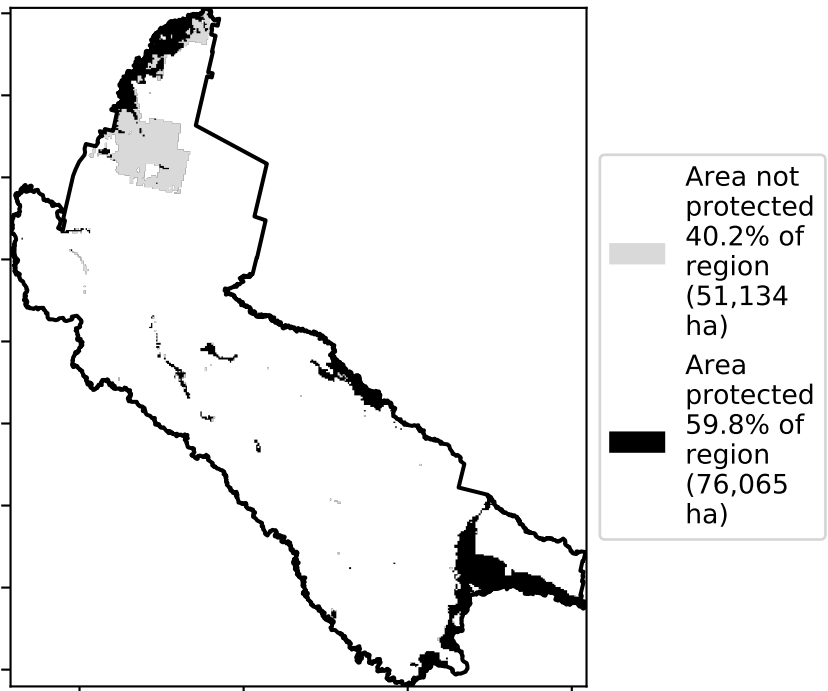 Area not
protected
40.2% of
region
(51,134
ha)
Area
protected
59.8% of
region
(76,065
ha)